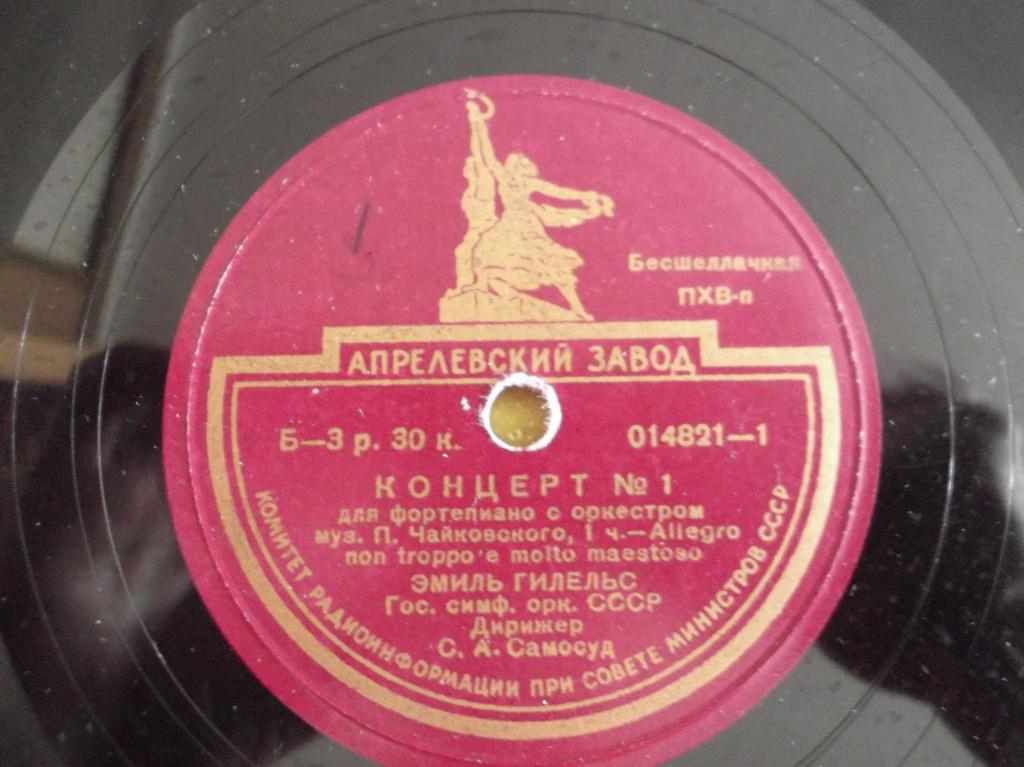 Бесшеллачная
ПХВ-п
АПРЕЛЕВСКИЙ ЗАВОД
Б—3 р. 30 к.
014821—1
КОНЦЕРТ № 1
для фортепиано с оркестром
муз. П. Чайковского, I ч.—Allegro
non troppo e molto maestoso
ЭМИЛЬ ГИЛЕЛЬС
Гос. симф. орк. СССР
Дирижер
С. А. Самосуд
КОМИТЕТ РАДИОИНФОРМАЦИИ ПРИ СОВЕТЕ МИНИСТРОВ СССР